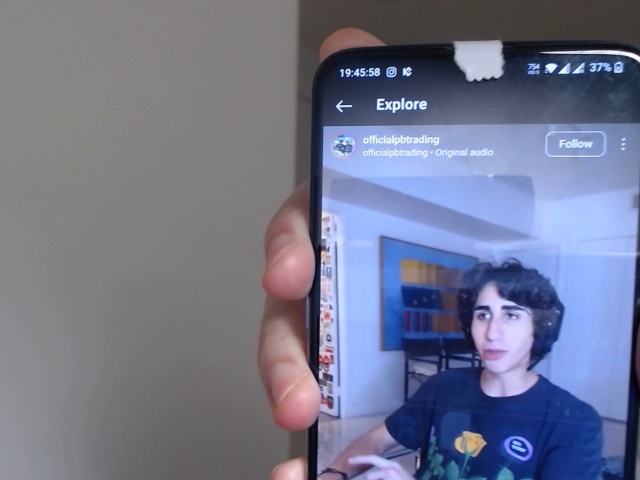 19:45:58 37%
Explore
officialpbtrading
officialpbtrading • Original audio
Follow